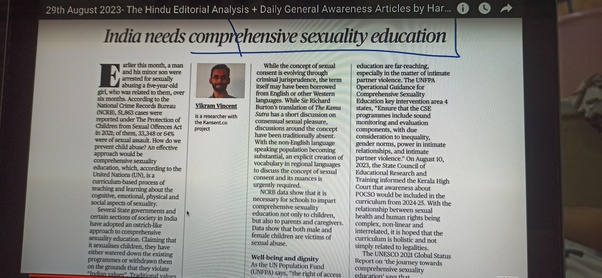 29th August 2023- The Hindu Editorial Analysis + Daily General Awareness Articles by Har...
India needs comprehensive sexuality education
Earlier this month, a man
and his minor son were
arrested for sexually
abusing a five-year-old
girl, who was related to them, over
six months. According to the
National Crime Records Bureau
(NCRB), 51,863 cases were
reported under the Protection of
Children from Sexual Offences Act
in 2021; of them, 33,348 or 64%
were of sexual assault. How do we
prevent child abuse? An effective
approach would be
comprehensive sexuality
education, which, according to the
United Nations (UN), is a
curriculum-based process of
teaching and learning about the
cognitive, emotional, physical and
social aspects of sexuality.
Several State governments and
certain sections of society in India
have adopted an ostrich-like
approach to comprehensive
sexuality education. Claiming that
it sexualises children, they have
either watered down the existing
programmes or withdrawn them
on the grounds that they violate
"Indian values". Traditional values
Vikram Vincent
is a researcher with
the Kamsent.co
project
While the concept of sexual
consent is evolving through
criminal jurisprudence, the term
itself may have been borrowed
from English or other Western
languages. While Sir Richard
Burton's translation of The Kama
Sutra has a short discussion on
consensual sexual pleasure,
discussions around the
concept have been traditionally absent.
With the non-English language
speaking population becoming
substantial, an explicit creation of
vocabulary in regional languages
to discuss the concept of sexual
consent and its nuances is
urgently required.
NCRB data show that it is
necessary for schools to impart
comprehensive sexuality
education not only to children,
but also to parents and caregivers.
Data show that both male and
female children are victims of
sexual abuse.
Well-being and dignity
As the UN Population Fund
(UNFPA) says, "the right of access
education are far-reaching,
especially in the matter of intimate
partner violence. The UNFPA
Operational Guidance for
Comprehensive Sexuality
Education key intervention area 4
states, "Ensure that the CSE
programmes include sound
monitoring and evaluation
components, with due
consideration to inequality,
gender norms, power in intimate
relationships, and intimate
partner violence." On August 10,
2023, the State Council of
Educational Research and
Training informed the Kerala High
Court that awareness about
POCSO would be included in the
curriculum from 2024-25. With the
relationship between sexual
health and human rights being
complex, non-linear and
interrelated, it is hoped that the
curriculum is holistic and not
simply related to legalities.
The UNESCO 2021 Global Status
Report on 'the journey towards
comprehensive sexuality
education' says that